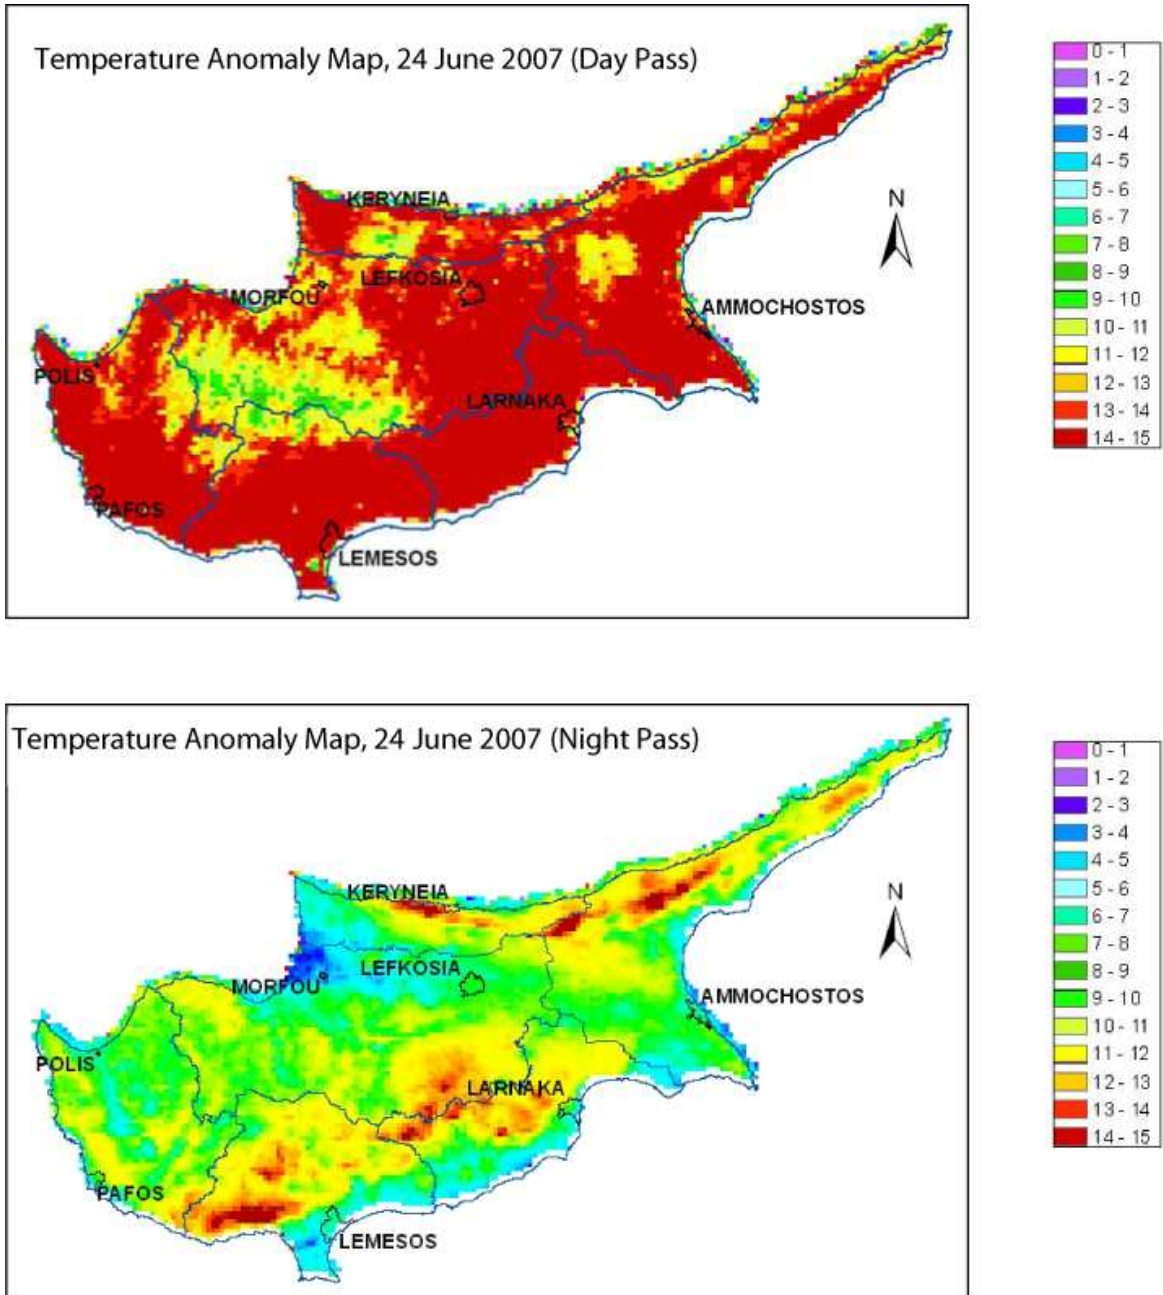 Temperature Anomaly Map, 24 June 2007 (Day Pass)
KERYNEIA
LEFKOSIA
MORFOU
AMMOCHOSTOS
POLIS
LARNAKA
PAFOS
LEMESOS
N
0 - 1
1 - 2
2 - 3
3 - 4
4 - 5
5 - 6
6 - 7
7 - 8
8 - 9
9 - 10
10 - 11
11 - 12
12 - 13
13 - 14
14 - 15
Temperature Anomaly Map, 24 June 2007 (Night Pass)
KERYNEIA
LEFKOSIA
MORFOU
AMMOCHOSTOS
POLIS
LARNAKA
PAFOS
LEMESOS
N
0 - 1
1 - 2
2 - 3
3 - 4
4 - 5
5 - 6
6 - 7
7 - 8
8 - 9
9 - 10
10 - 11
11 - 12
12 - 13
13 - 14
14 - 15